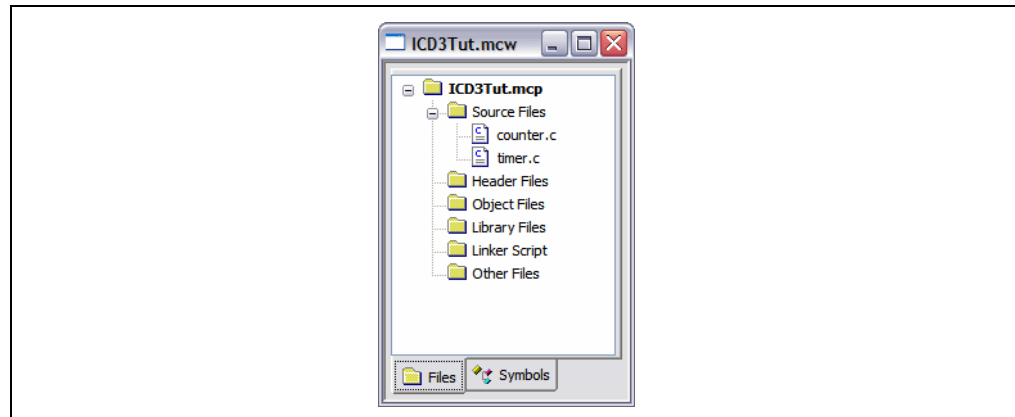 ICD3Tut.mcw
ICD3Tut.mcp
Source Files
counter.c
timer.c
Header Files
Object Files
Library Files
Linker Script
Other Files
Files Symbols